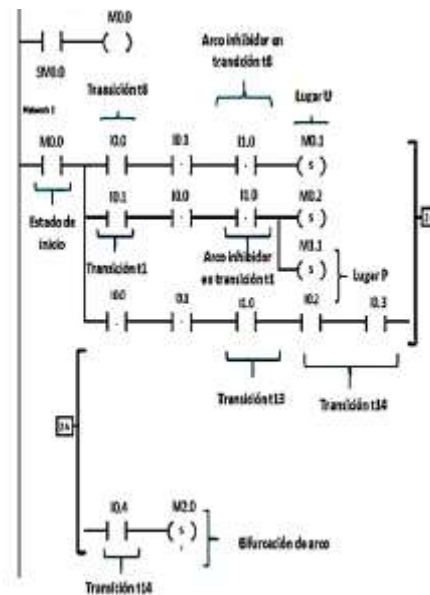 M0.0
SM0.0
Arco inhibidor en
transición t8
Transición t8
Lugar U
Network 2
M0.0
I0.0
I0.1
I1.0
M0.1
S
Estado de
inicio
I0.1
I0.0
I1.0
M0.2
S
Transición t1
Arco inhibidor
en transición t1
M1.1
S
Lugar P
I0.0
I0.1
I1.0
I0.2
I0.3
Transición t13
Transición t14
I0.4
M2.0
S
Bifurcación de arco
Transición t14